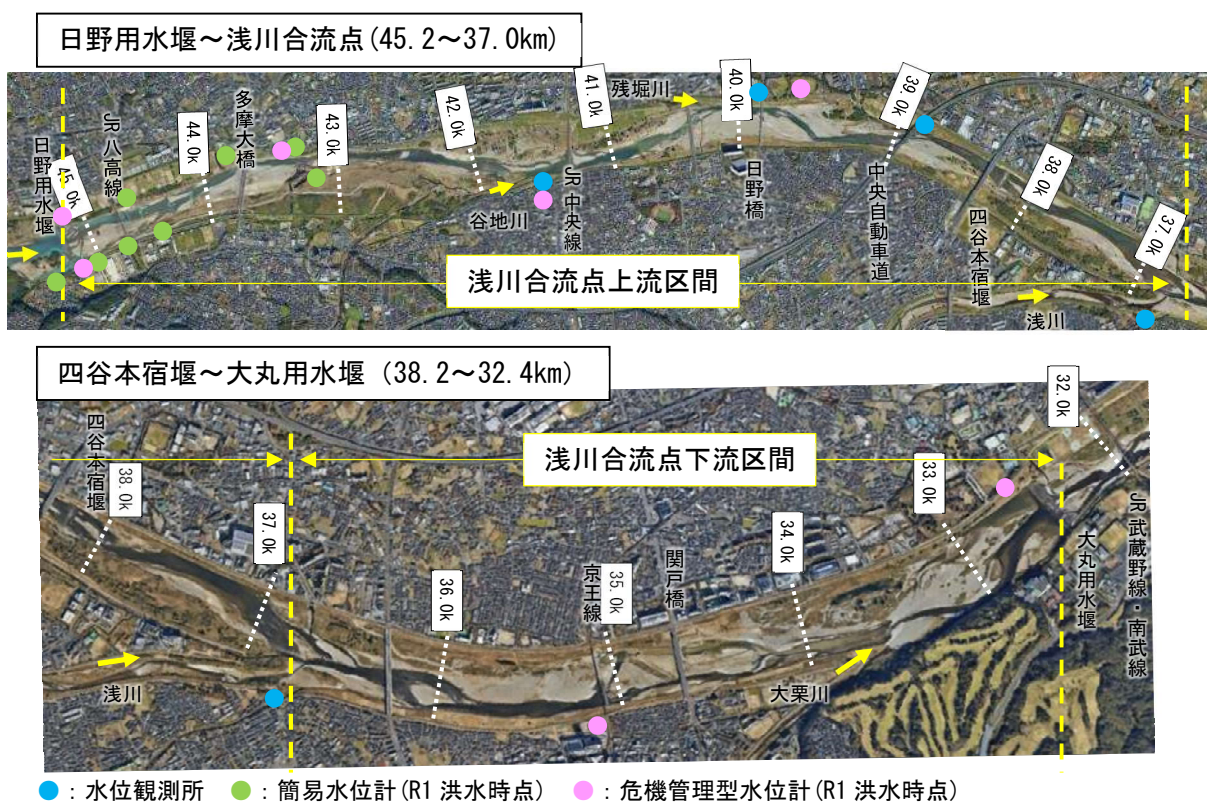 日野用水堰～浅川合流点(45.2～37.0km)
日野用水堰
45.0k
JR八高線
44.0k
多摩大橋
43.0k
42.0k
谷地川
JR中央線
41.0k
残堀川
40.0k
日野橋
中央自動車道
39.0k
四谷本宿堰
38.0k
37.0k
浅川
浅川合流点上流区間
四谷本宿堰～大丸用水堰 (38.2～32.4km)
四谷本宿堰
38.0k
37.0k
浅川
浅川合流点下流区間
36.0k
京王線
35.0k
関戸橋
34.0k
大栗川
33.0k
32.0k
大丸用水堰
JR武蔵野線・南武線
：水位観測所 ：簡易水位計(R1 洪水時点) ：危機管理型水位計(R1 洪水時点)